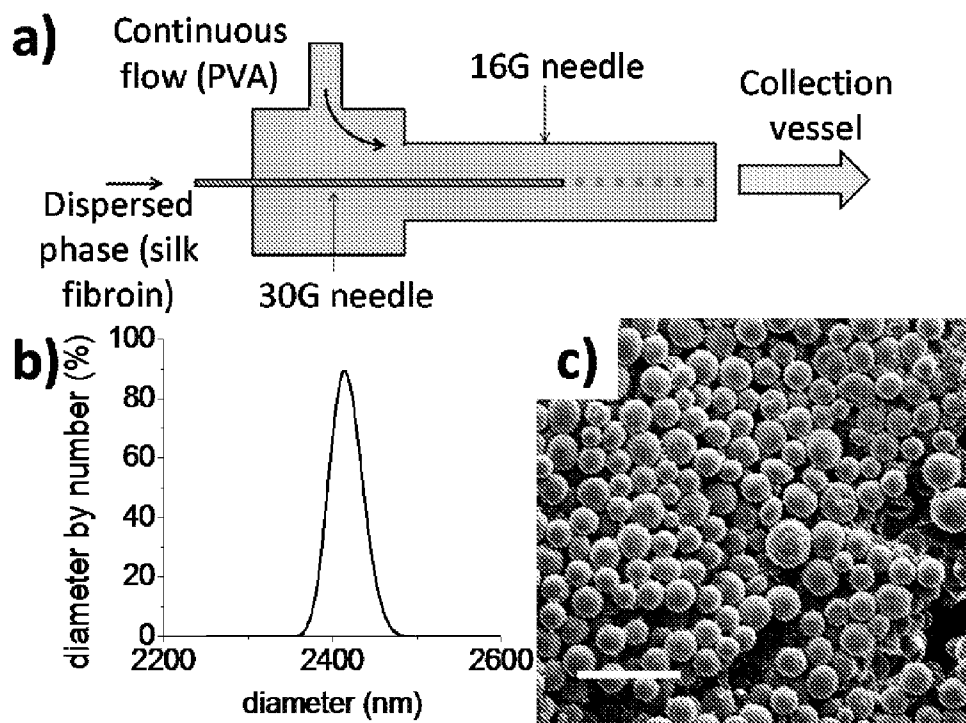 a)
Continuous
flow (PVA)
16G needle
Collection
vessel
Dispersed
phase (silk
fibroin)
30G needle
b)
diameter by number (%)
100
80
60
40
20
0
2200
2400
2600
diameter (nm)
c)